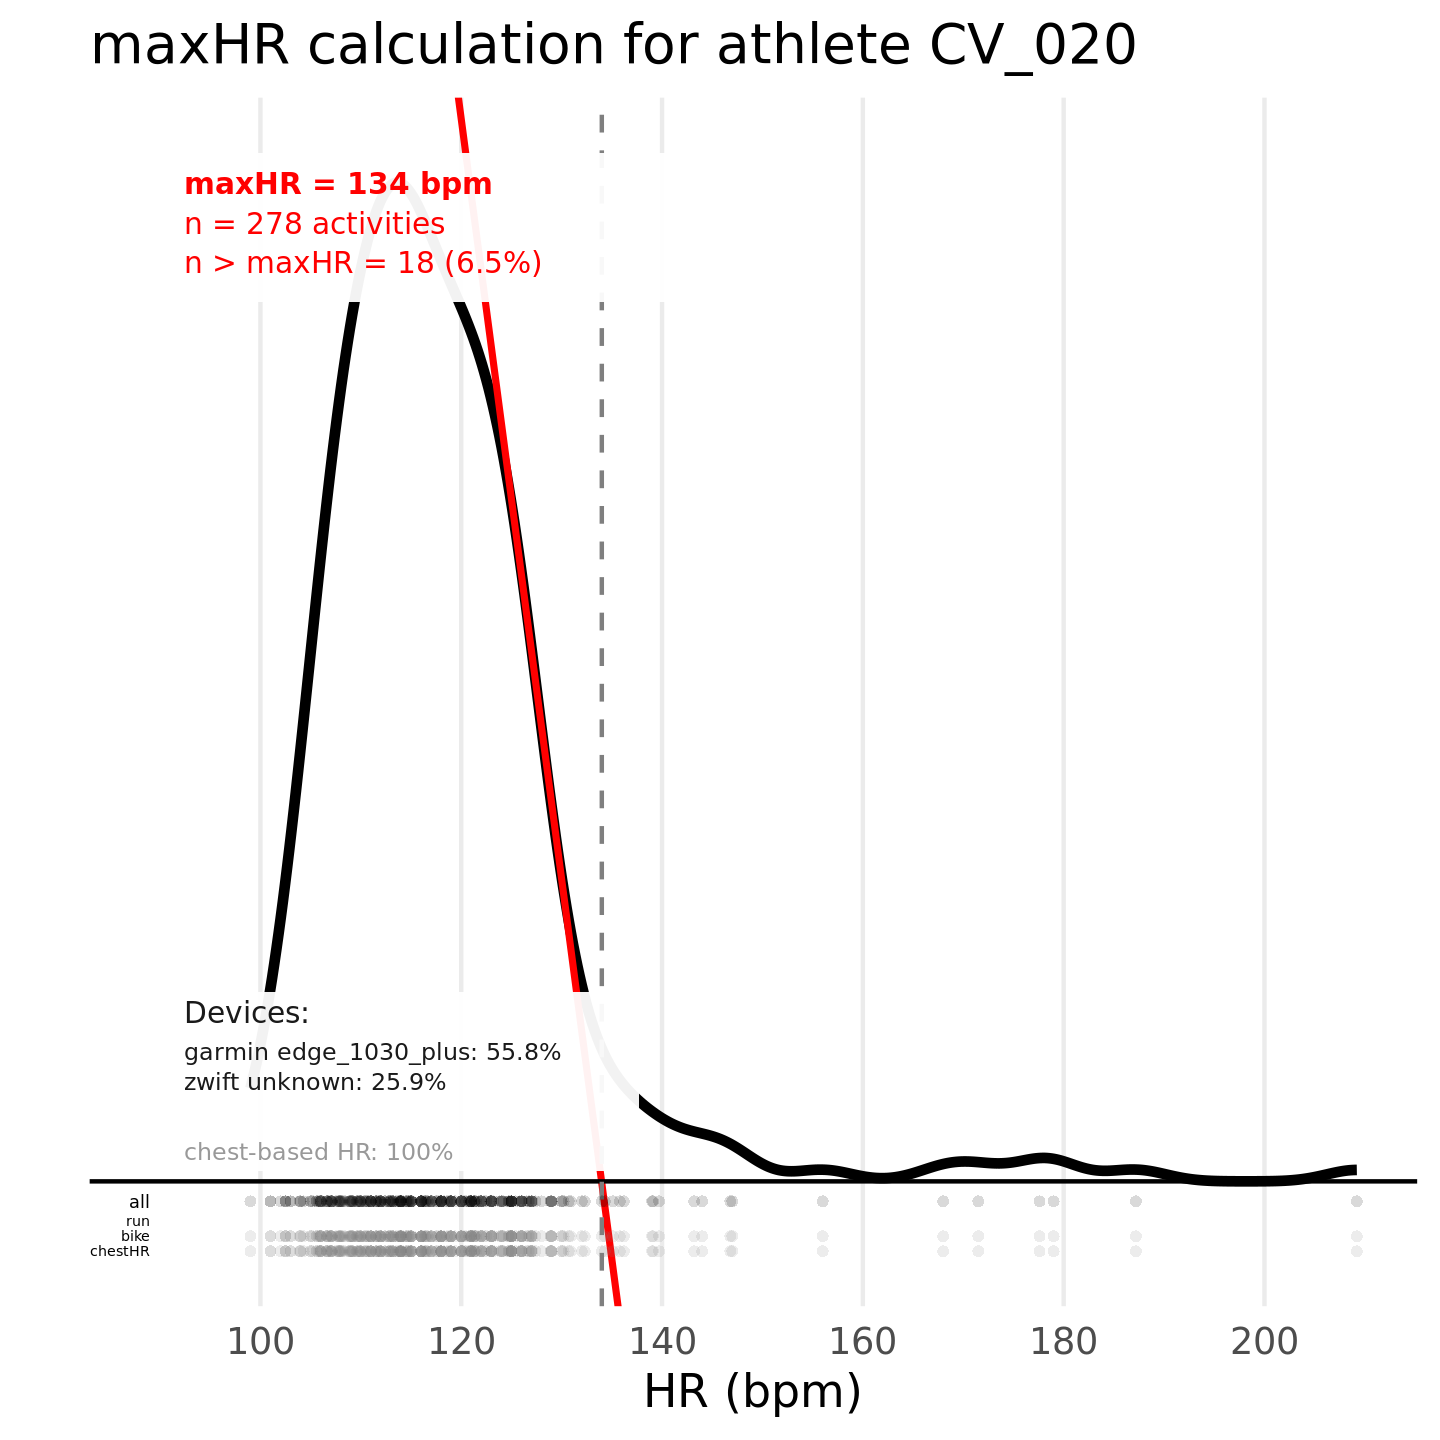 maxHR calculation for athlete CV_020
maxHR = 134 bpm
n = 278 activities
n > maxHR = 18 (6.5%)
Devices:
garmin edge_1030_plus: 55.8%
zwift unknown: 25.9%
chest-based HR: 100%
all
run
bike
chestHR
100 120 140 160 180 200
HR (bpm)